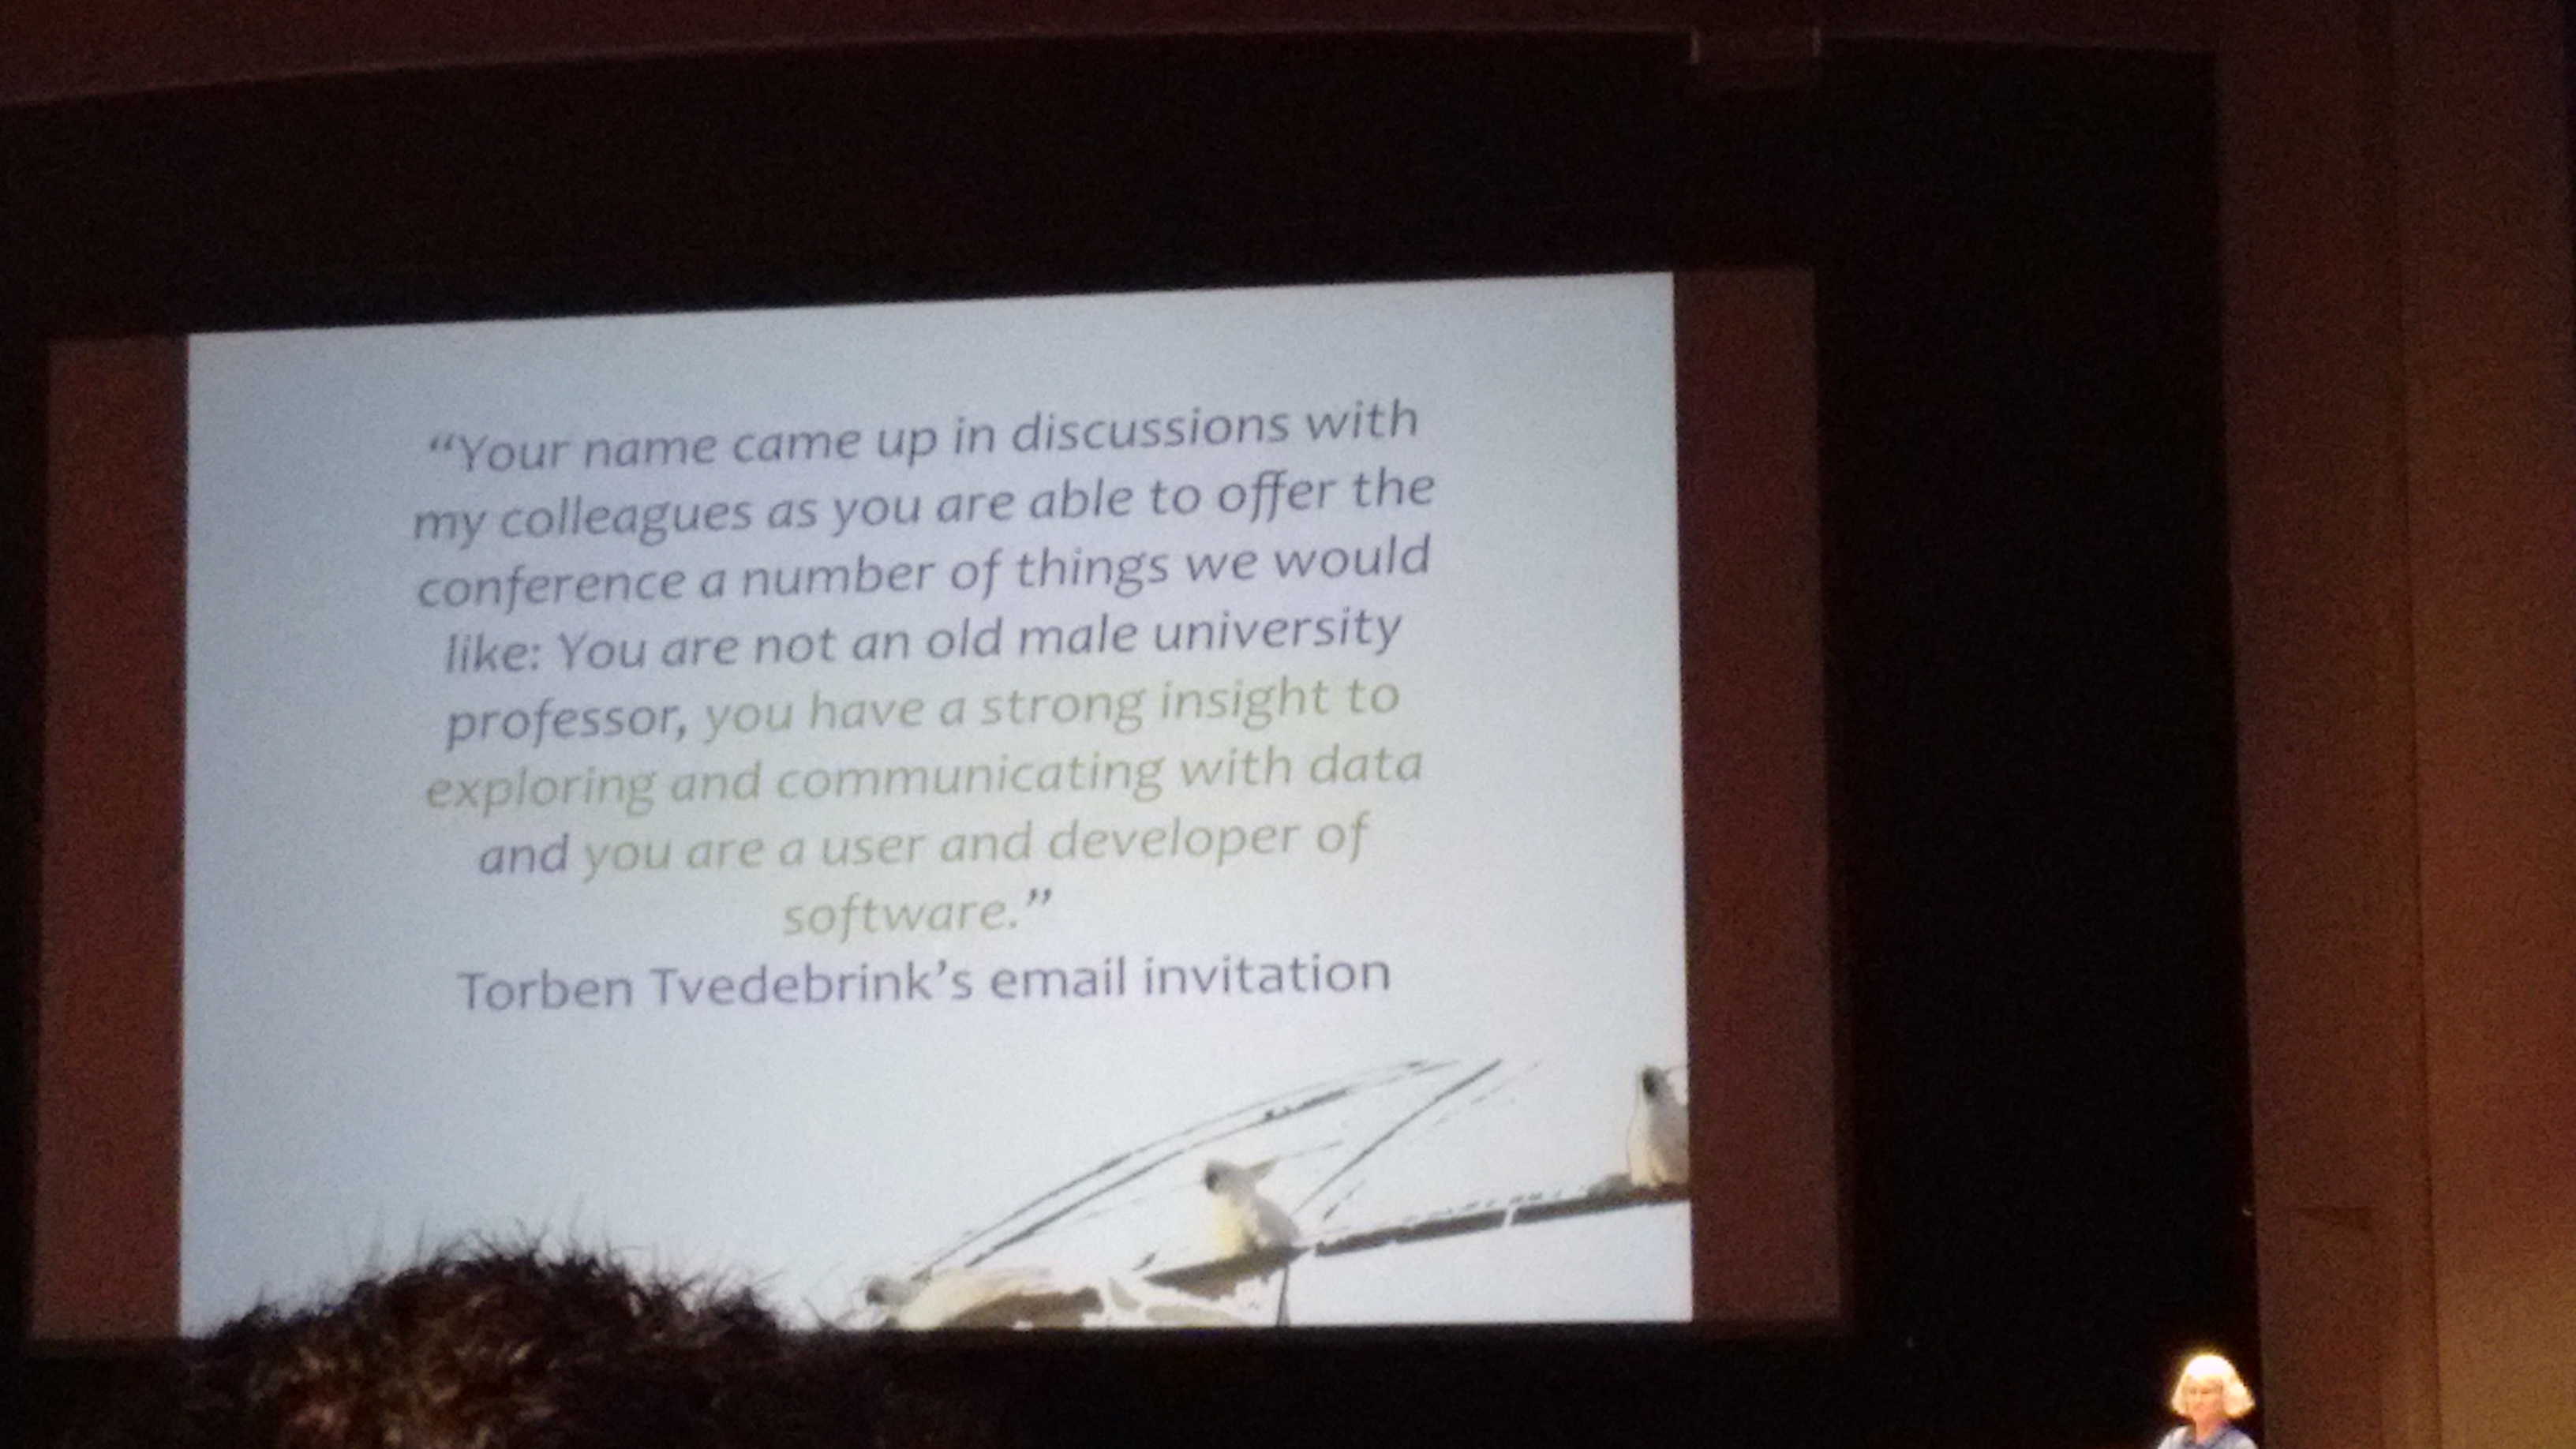 “Your name came up in discussions with
my colleagues as you are able to offer the
conference a number of things we would
like: You are not an old male university
professor, you have a strong insight to
exploring and communicating with data
and you are a user and developer of
software.”
Torben Tvedebrink’s email invitation